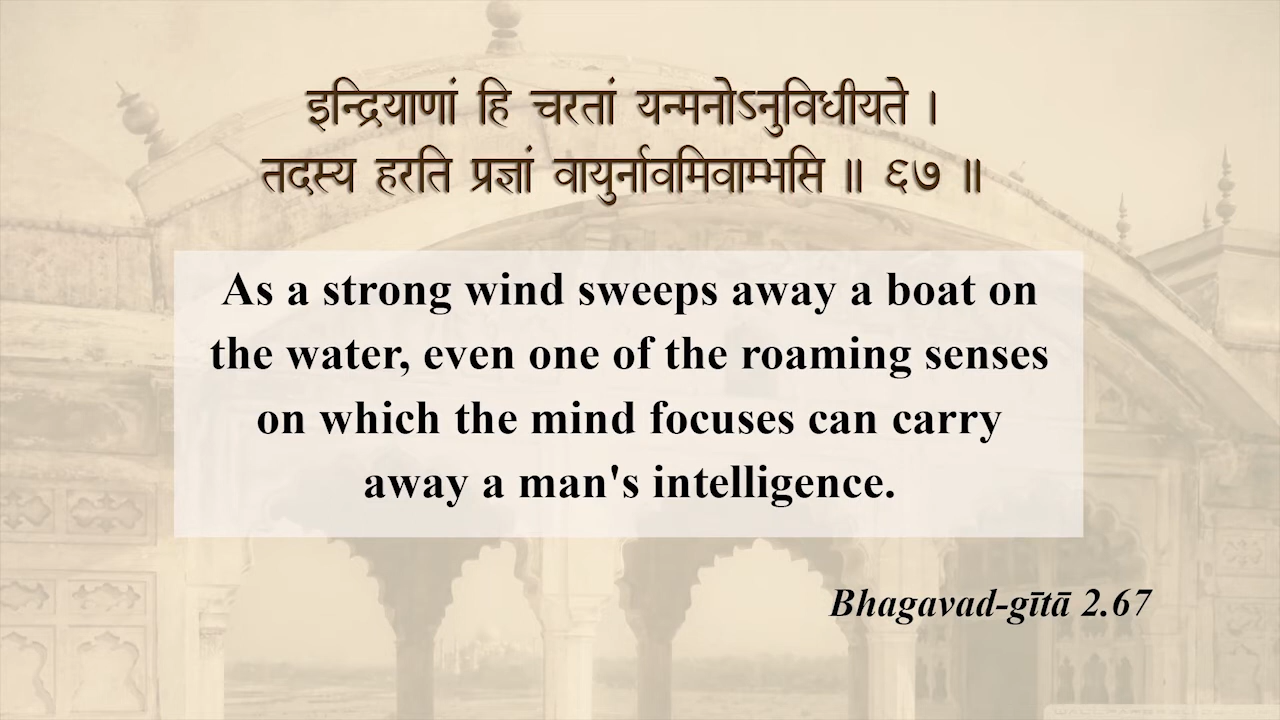 इन्द्रियाणां हि चरतां यन्मनोऽनुविधीयते ।
तदस्य हरति प्रज्ञां वायुर्नावमिवाम्भसि ॥ ६७ ॥
As a strong wind sweeps away a boat on
the water, even one of the roaming senses
on which the mind focuses can carry
away a man's intelligence.
Bhagavad-gītā 2.67